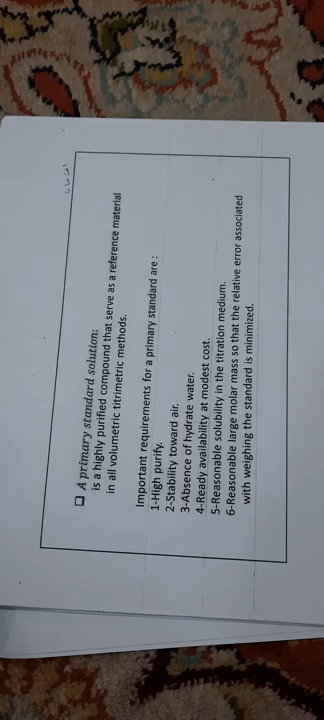 ❑ A primary standard solution:
is a highly purified compound that serve as a reference material
in all volumetric titrimetric methods.
Important requirements for a primary standard are :
1-High purify.
2-Stability toward air.
3-Absence of hydrate water.
4-Ready availability at modest cost.
5-Reasonable solubility in the titration medium.
6-Reasonable large molar mass so that the relative error associated
with weighing the standard is minimized.